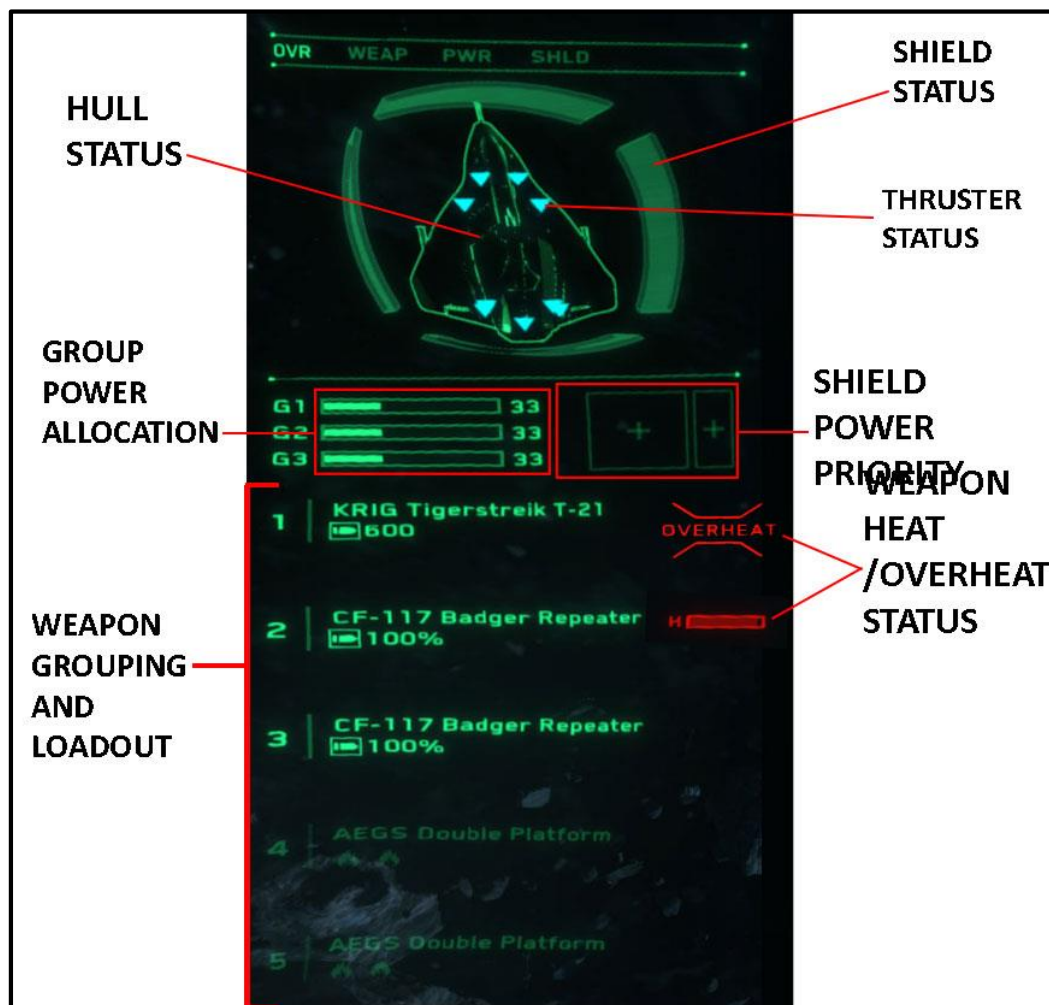 OVR WEAP PWR SHLD
SHIELD
STATUS
HULL
STATUS
THRUSTER
STATUS
GROUP
POWER
ALLOCATION
G1 33
G2 33
G3 33
SHIELD
POWER
PRIORITY
WEAPON
HEAT
/OVERHEAT
STATUS
1 KRIG Tigerstreik T-21
600
OVERHEAT
2 CF-117 Badger Repeater
100%
H
WEAPON
GROUPING
AND
LOADOUT
3 CF-117 Badger Repeater
100%
4 AEGS Double Platform
5 AEGS Double Platform